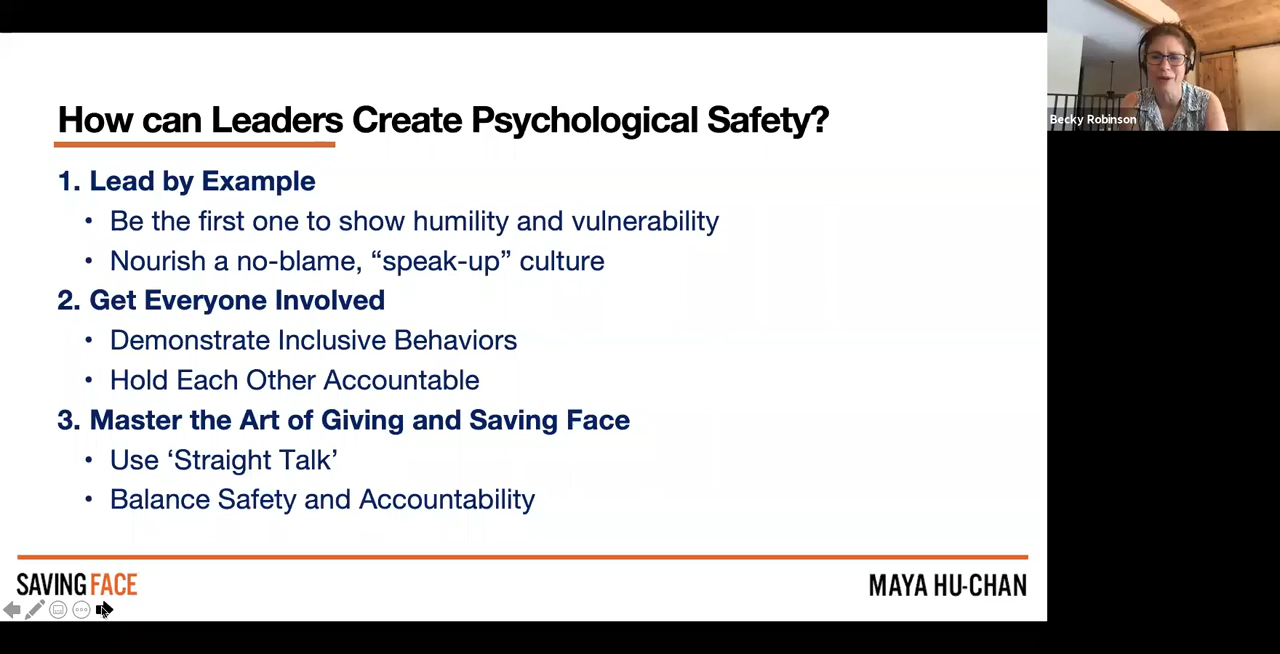 How can Leaders Create Psychological Safety?
1. Lead by Example
• Be the first one to show humility and vulnerability
• Nourish a no-blame, “speak-up” culture
2. Get Everyone Involved
• Demonstrate Inclusive Behaviors
• Hold Each Other Accountable
3. Master the Art of Giving and Saving Face
• Use ‘Straight Talk’
• Balance Safety and Accountability
SAVING FACE
MAYA HU-CHAN
Becky Robinson